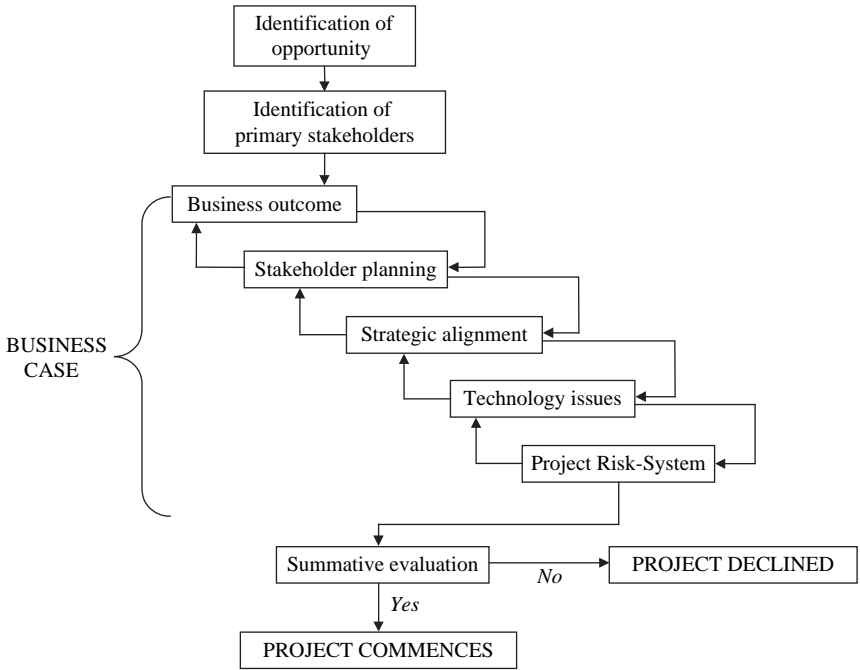 Identification of
opportunity
Identification of
primary stakeholders
Business outcome
Stakeholder planning
Strategic alignment
BUSINESS
CASE
Technology issues
Project Risk-System
Summative evaluation
No
PROJECT DECLINED
Yes
PROJECT COMMENCES